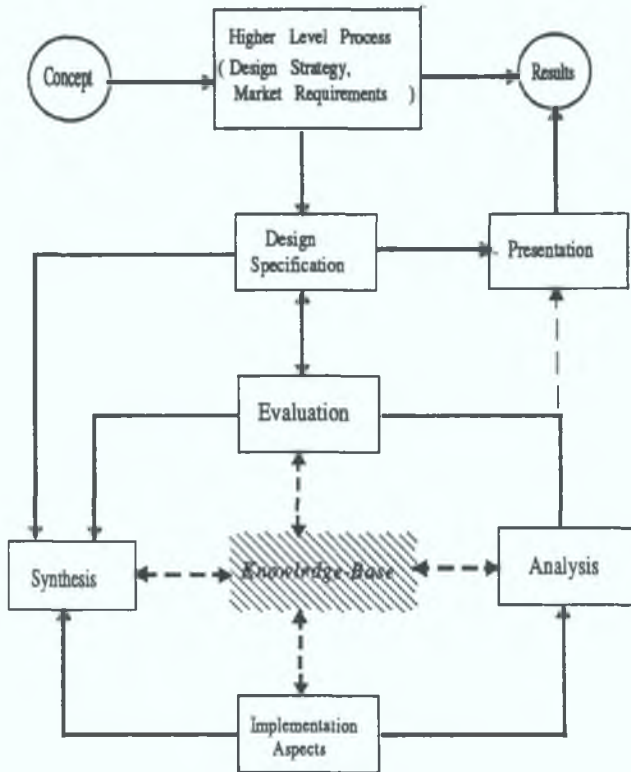 Concept
Higher Level Process
( Design Strategy,
Market Requirements )
Results
Design
Specification
Presentation
Evaluation
Synthesis
Knowledge-Base
Analysis
Implementation
Aspects